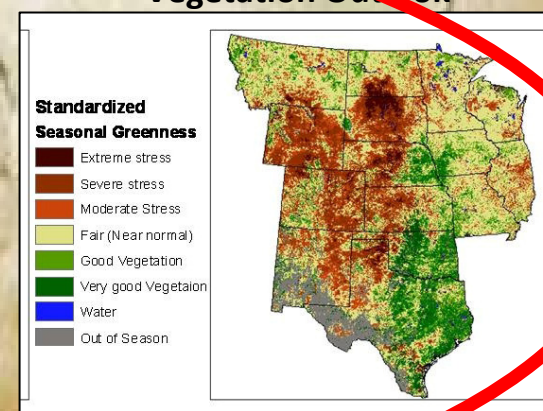 Vegetation Outlook
Standardized
Seasonal Greenness
Extreme stress
Severe stress
Moderate Stress
Fair (Near normal)
Good Vegetation
Very good Vegetaion
Water
Out of Season